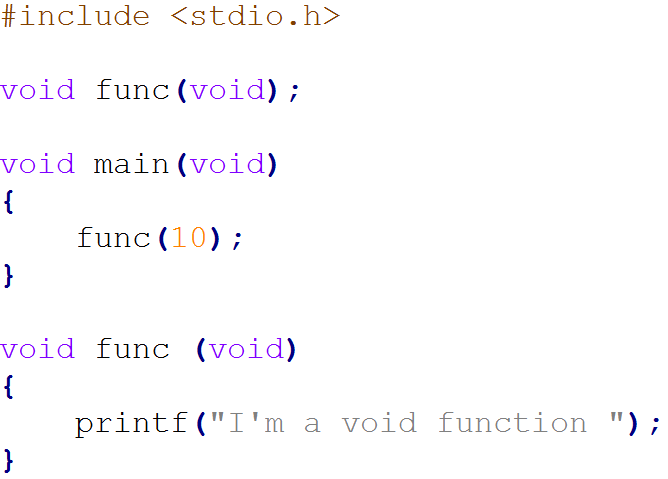 #include <stdio.h>
void func(void);
void main(void)
{
func(10);
}
void func (void)
{
printf("I'm a void function ");
}